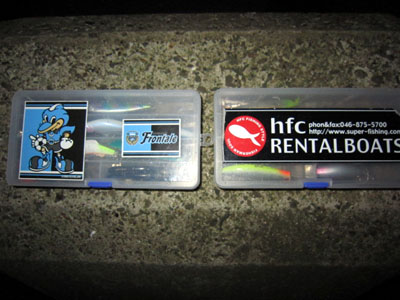 Frontale
hfc
phon&fax:046-875-5700
http://www.super-fishing.com
RENTALBOATS